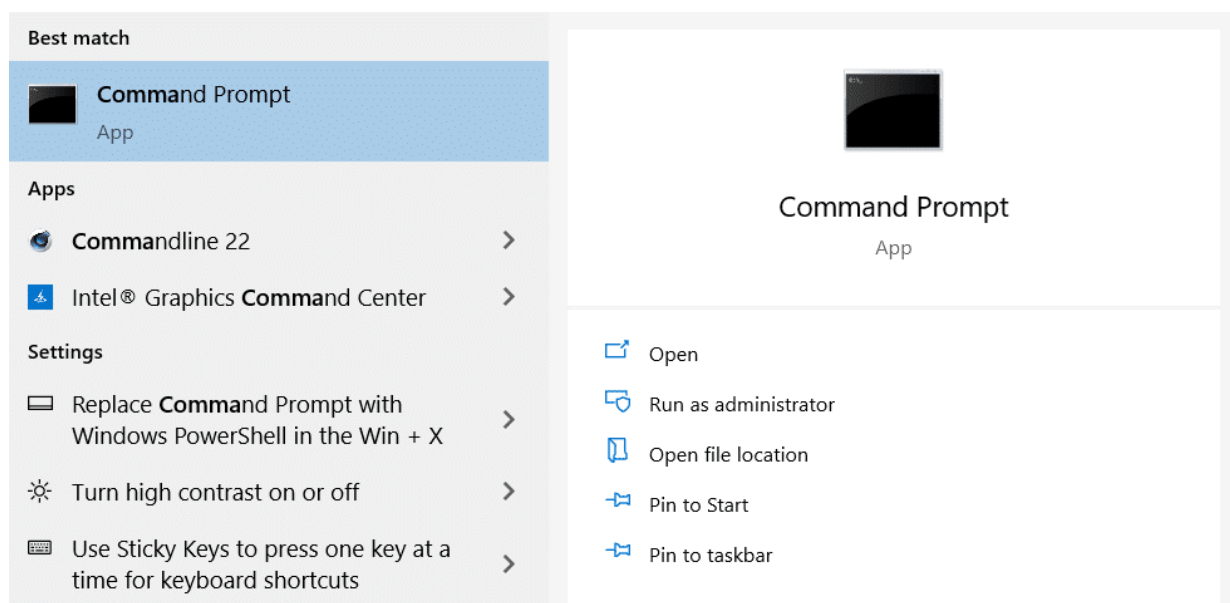 Best match
Command Prompt
App
Apps
Commandline 22
Intel® Graphics Command Center
Settings
Replace Command Prompt with
Windows PowerShell in the Win + X
Turn high contrast on or off
Use Sticky Keys to press one key at a
time for keyboard shortcuts
Command Prompt
App
Open
Run as administrator
Open file location
Pin to Start
Pin to taskbar